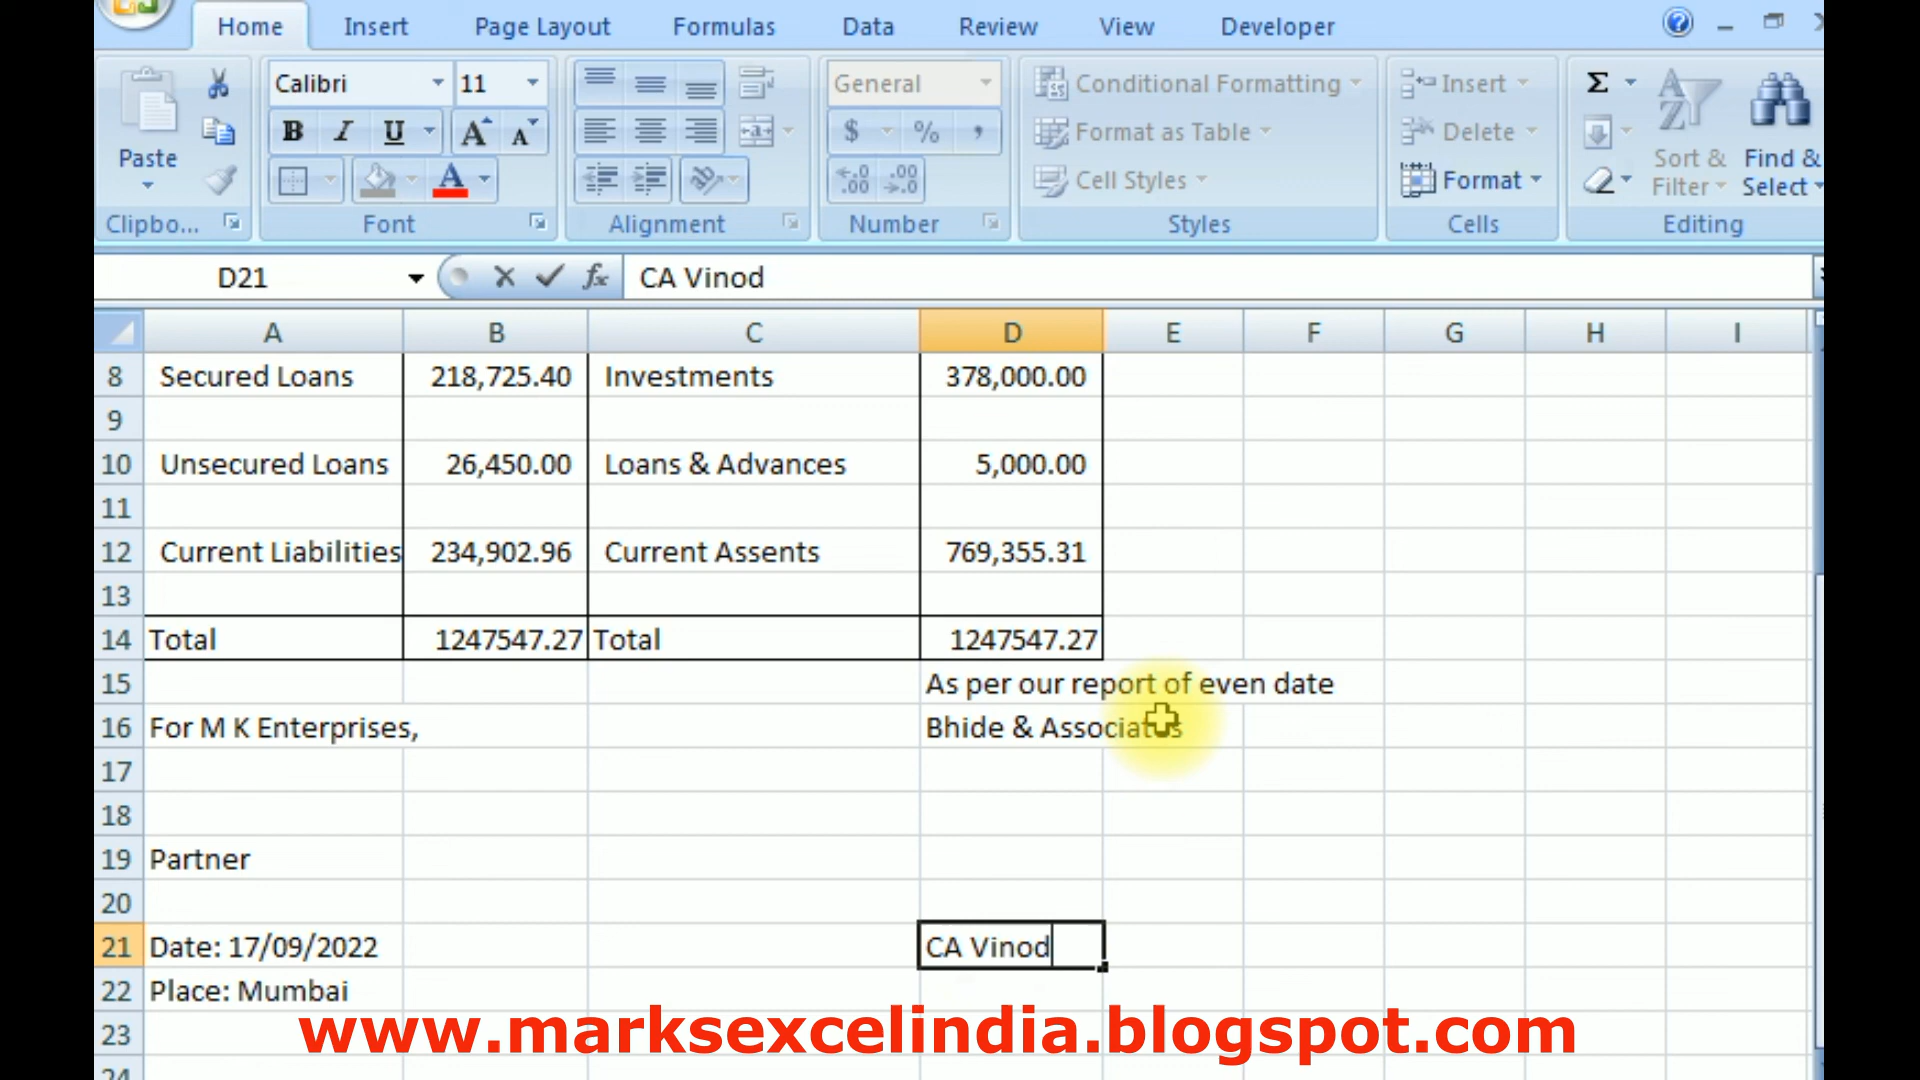 Home Insert Page Layout Formulas Data Review View Developer
Calibri 11 General Conditional Formatting Insert Σ
B I U A A $ % , Format as Table Delete
Paste A .00 .00 Cell Styles Format Sort & Filter Find & Select
Clipbo... Font Alignment Number Styles Cells Editing
D21 fx CA Vinod
A B C D E F G H I
8 Secured Loans 218,725.40 Investments 378,000.00
9
10 Unsecured Loans 26,450.00 Loans & Advances 5,000.00
11
12 Current Liabilities 234,902.96 Current Assents 769,355.31
13
14 Total 1247547.27 Total 1247547.27
15 As per our report of even date
16 For M K Enterprises, Bhide & Associates
17
18
19 Partner
20
21 Date: 17/09/2022 CA Vinod
22 Place: Mumbai
www.marksexcelindia.blogspot.com
23
24